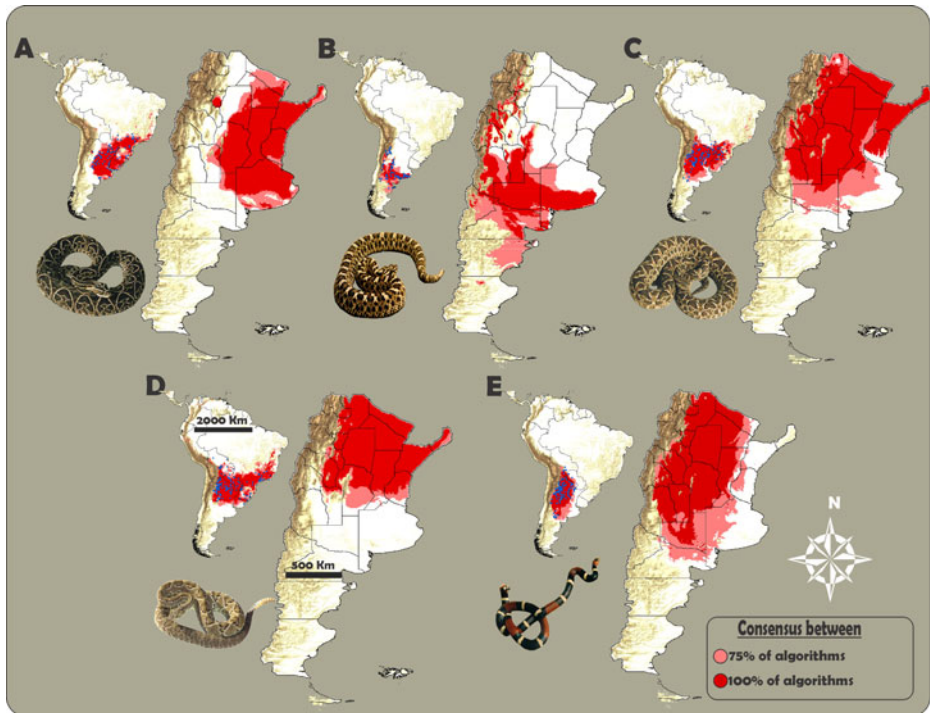 A
B
C
D
E
2000 Km
500 Km
N
Consensus between
75% of algorithms
100% of algorithms